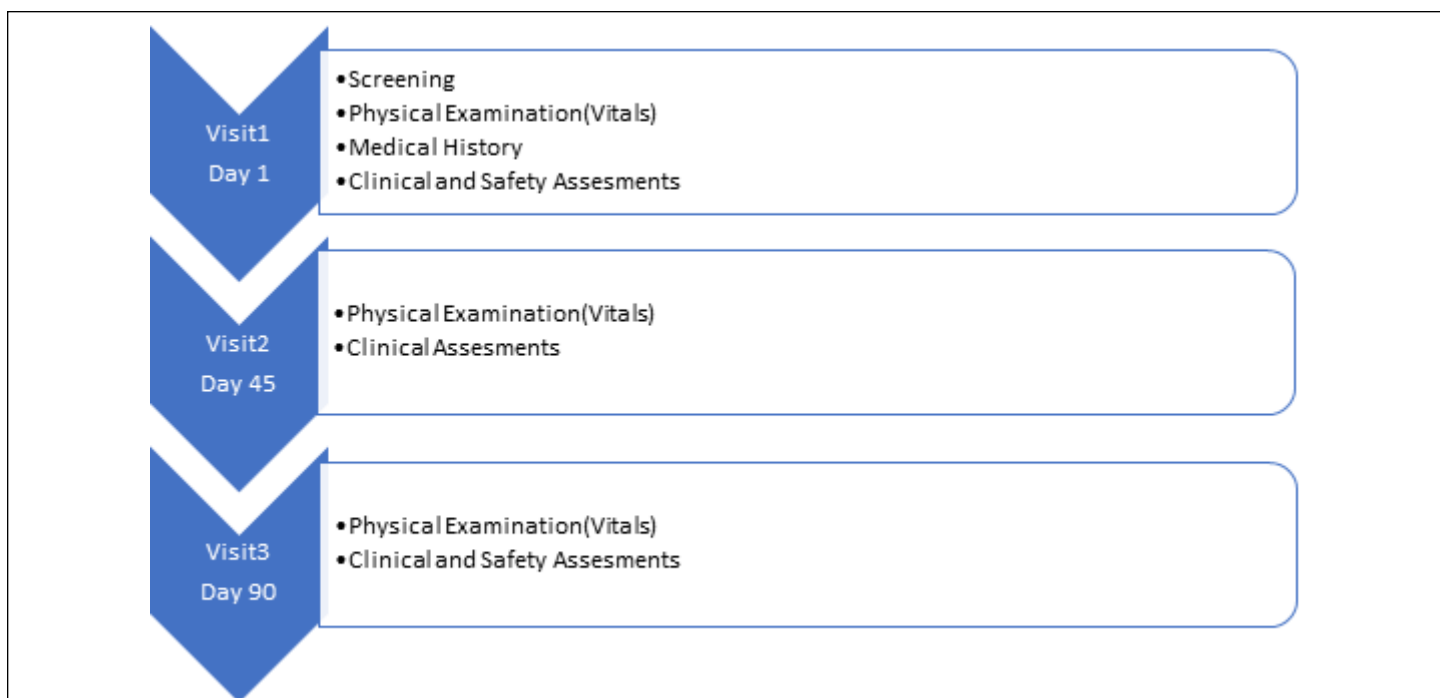 Visit1
Day 1
•Screening
•Physical Examination(Vitals)
•Medical History
•Clinical and Safety Assesments
Visit2
Day 45
•Physical Examination(Vitals)
•Clinical Assesments
Visit3
Day 90
•Physical Examination(Vitals)
•Clinical and Safety Assesments